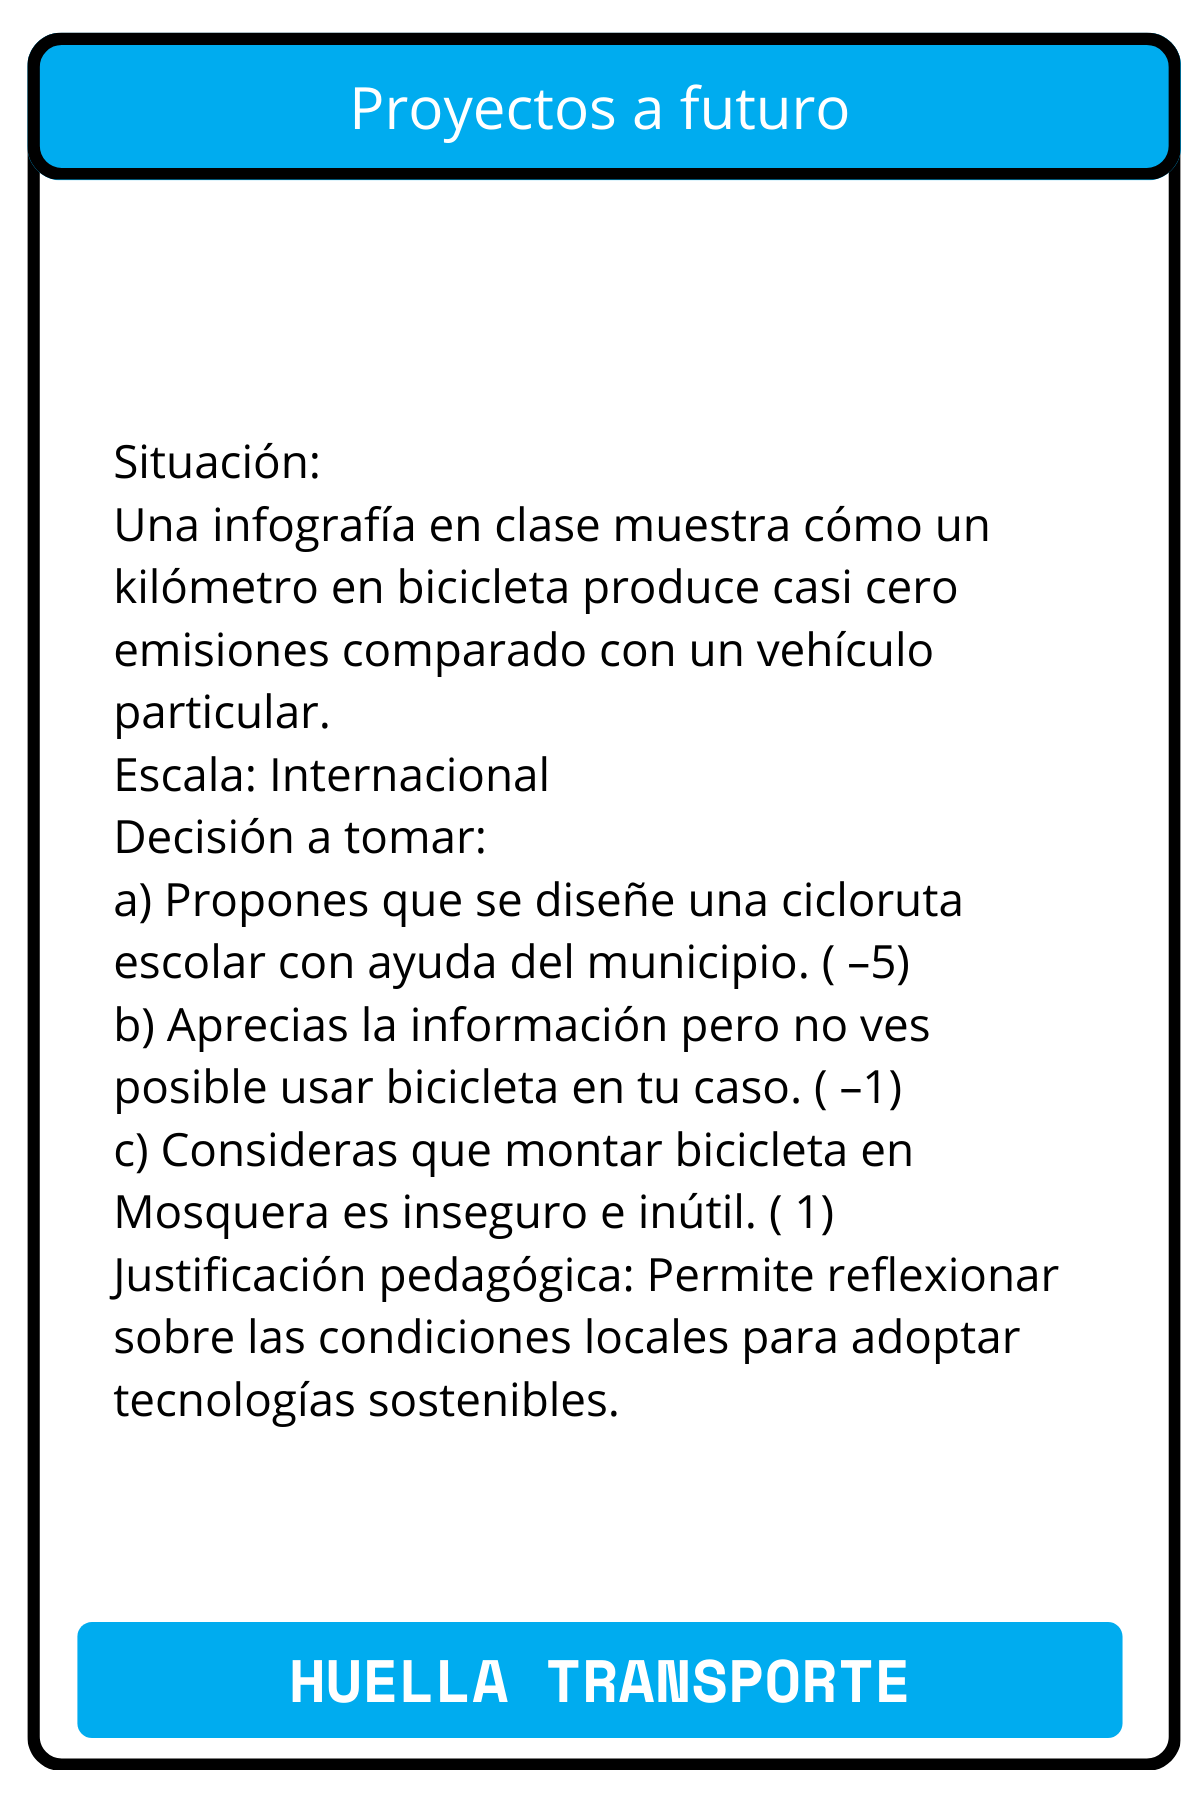 Proyectos a futuro
Situación:
Una infografía en clase muestra cómo un
kilómetro en bicicleta produce casi cero
emisiones comparado con un vehículo
particular.
Escala: Internacional
Decisión a tomar:
a) Propones que se diseñe una cicloruta
escolar con ayuda del municipio. ( –5)
b) Aprecias la información pero no ves
posible usar bicicleta en tu caso. ( –1)
c) Consideras que montar bicicleta en
Mosquera es inseguro e inútil. ( 1)
Justificación pedagógica: Permite reflexionar
sobre las condiciones locales para adoptar
tecnologías sostenibles.
HUELLA TRANSPORTE